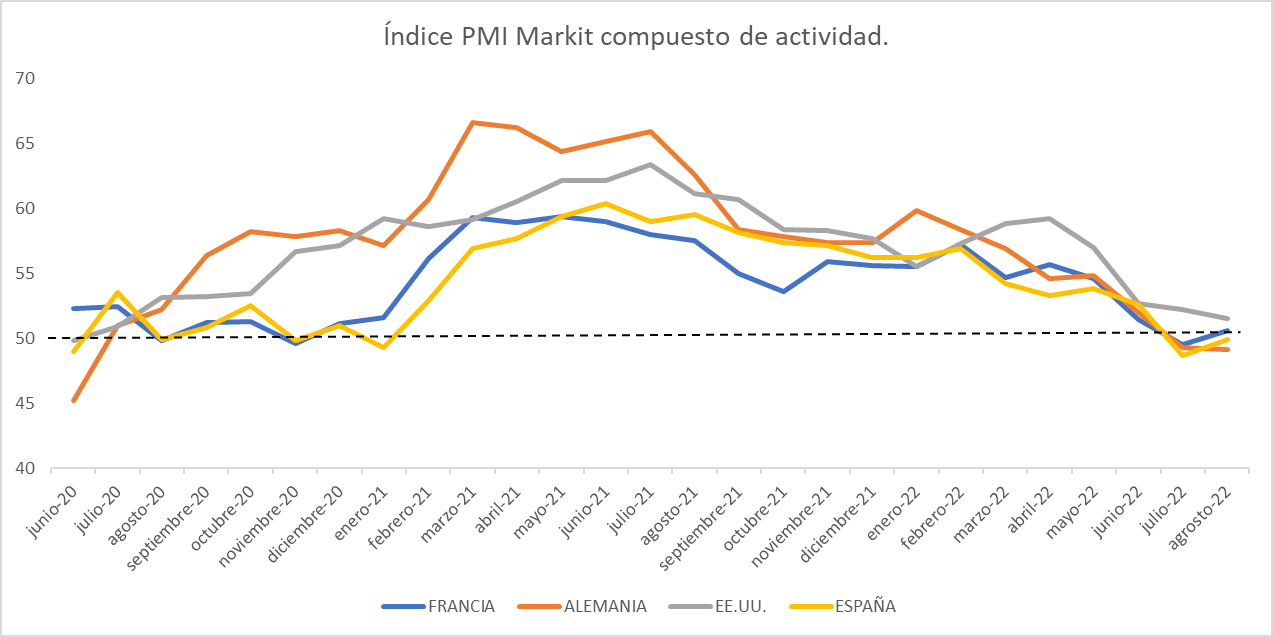 Índice PMI Markit compuesto de actividad.
70
65
60
55
50
45
40
junio-20
julio-20
agosto-20
septiembre-20
octubre-20
noviembre-20
diciembre-20
enero-21
febrero-21
marzo-21
abril-21
mayo-21
junio-21
julio-21
agosto-21
septiembre-21
octubre-21
noviembre-21
diciembre-21
enero-22
febrero-22
marzo-22
abril-22
mayo-22
junio-22
julio-22
agrosto-22
FRANCIA ALEMANIA EE.UU. ESPAÑA